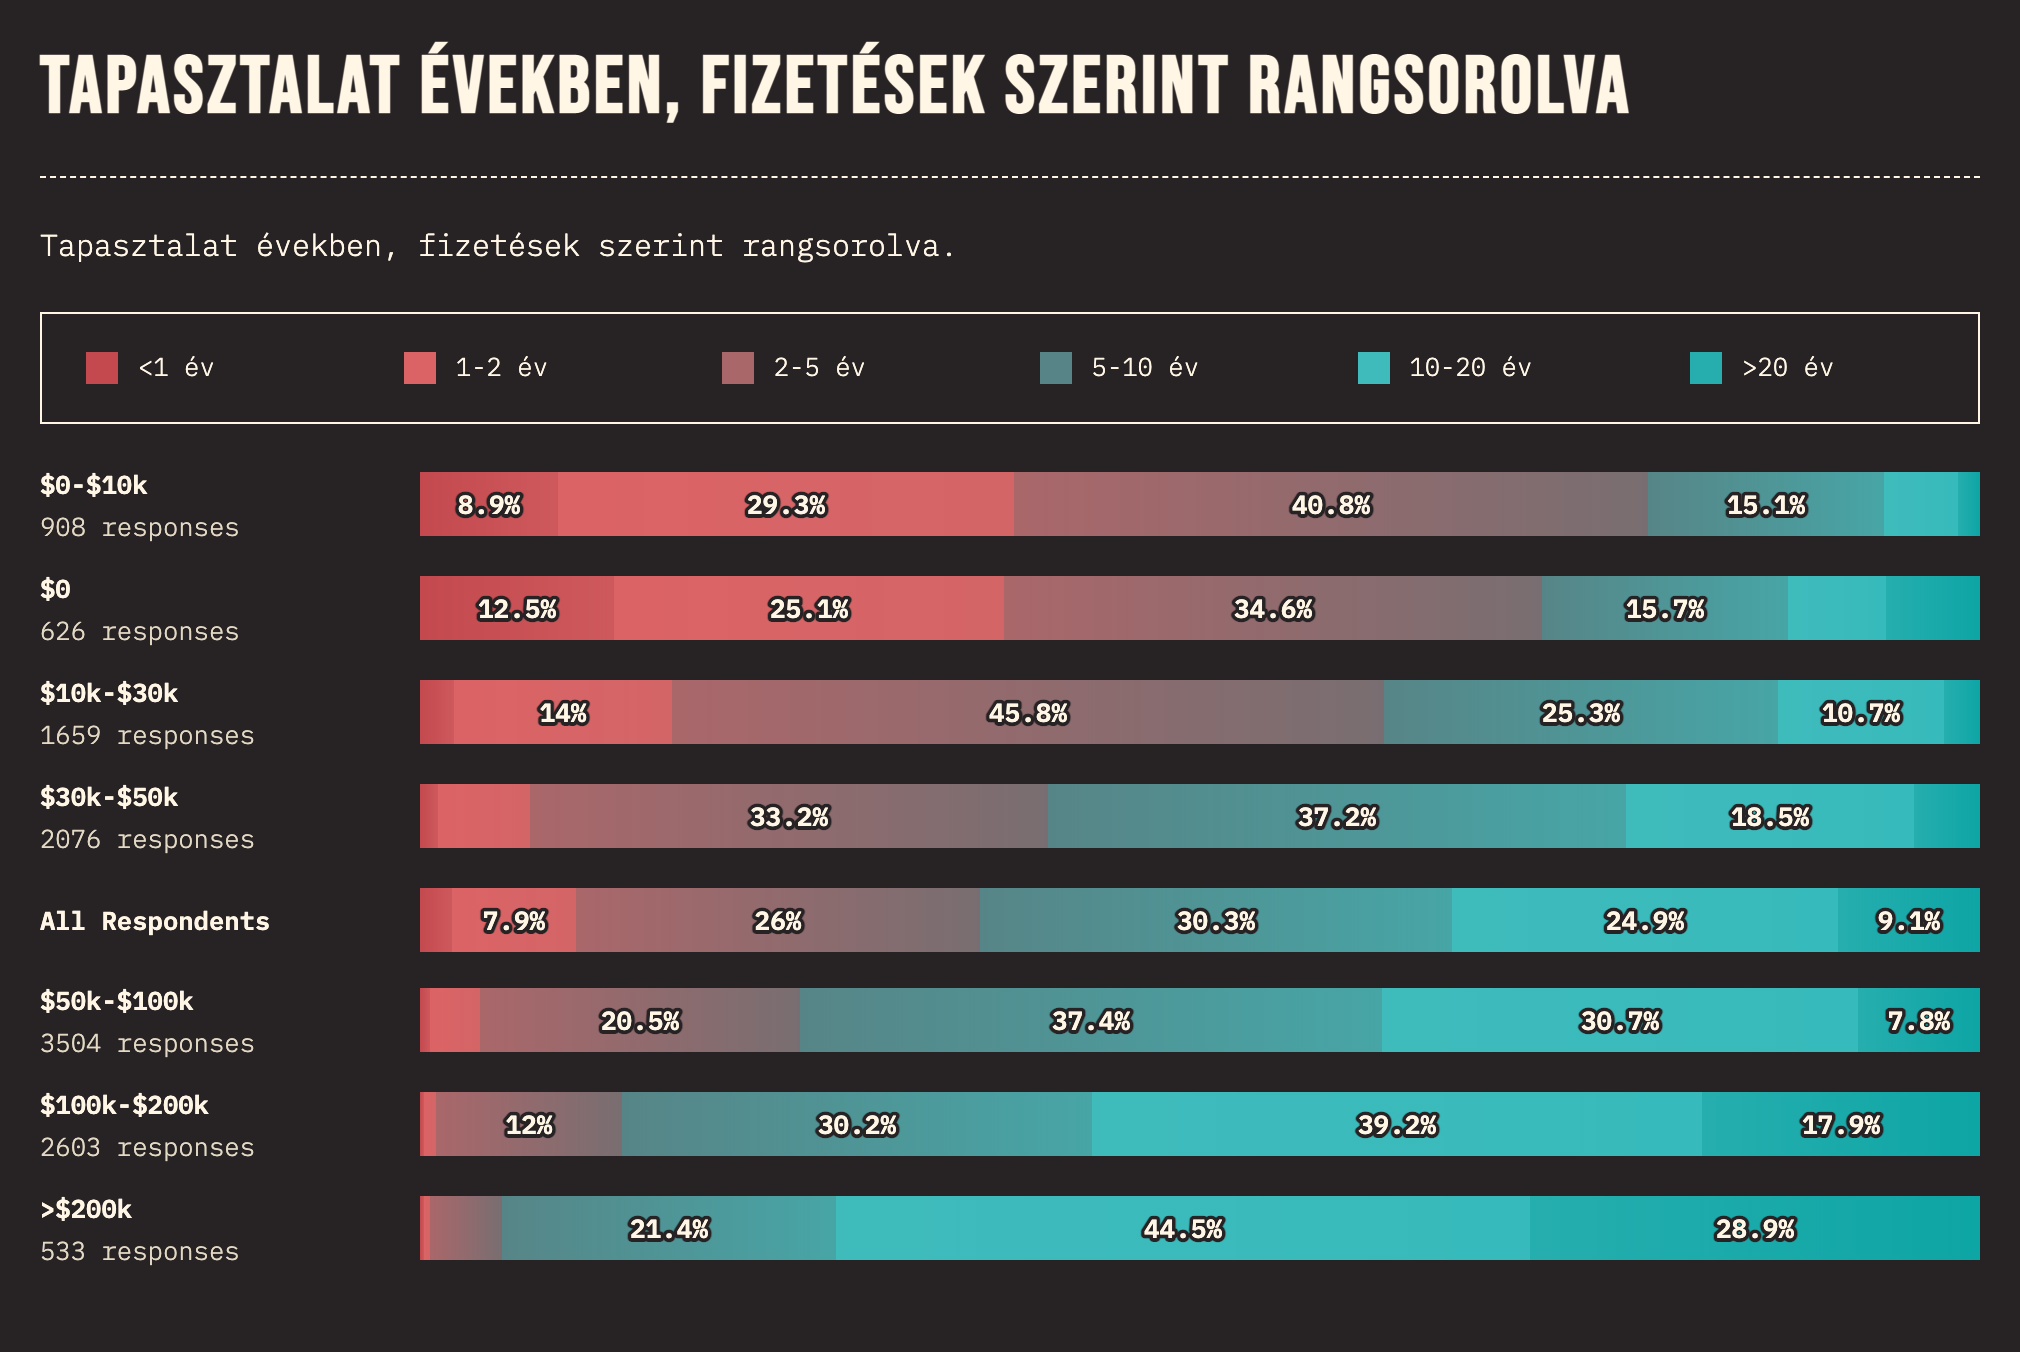 TAPASZTALAT ÉVEKBEN, FIZETÉSEK SZERINT RANGSOROLVA
Tapasztalat években, fizetések szerint rangsorolva.
<1 év 1-2 év 2-5 év 5-10 év 10-20 év >20 év
$0-$10k
908 responses
8.9% 29.3% 40.8% 15.1%
$0
626 responses
12.5% 25.1% 34.6% 15.7%
$10k-$30k
1659 responses
14% 45.8% 25.3% 10.7%
$30k-$50k
2076 responses
33.2% 37.2% 18.5%
All Respondents
7.9% 26% 30.3% 24.9% 9.1%
$50k-$100k
3504 responses
20.5% 37.4% 30.7% 7.8%
$100k-$200k
2603 responses
12% 30.2% 39.2% 17.9%
>$200k
533 responses
21.4% 44.5% 28.9%